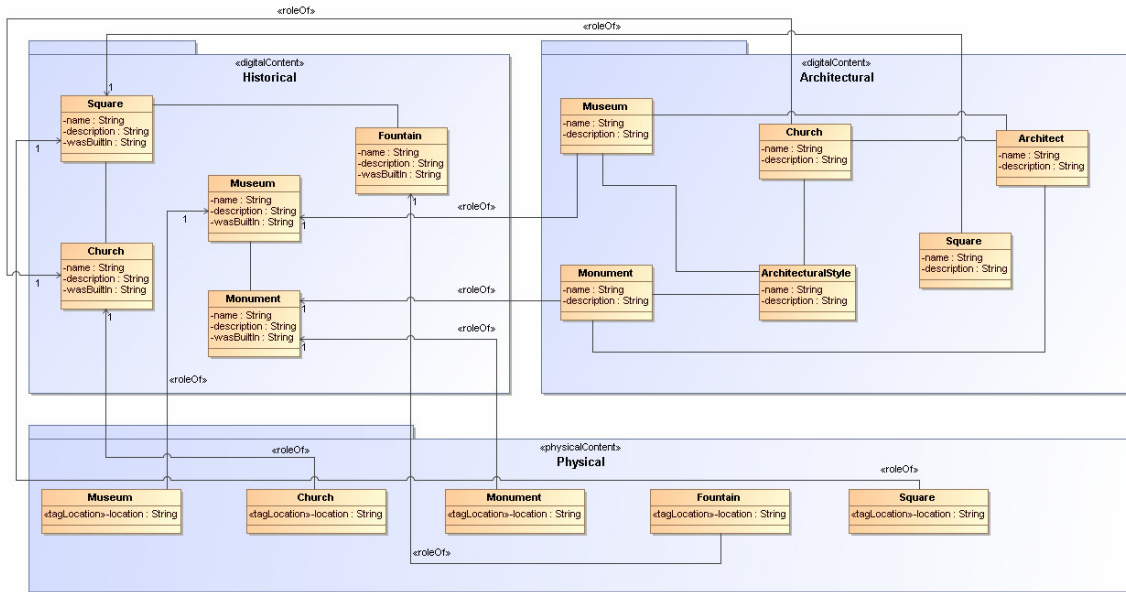 «roleOf»
«roleOf»
«digitalContent»
Historical
Square
-name : String
-description : String
-wasBuiltIn : String
1
1
Fountain
-name : String
-description : String
-wasBuiltIn : String
1
Museum
-name : String
-description : String
-wasBuiltIn : String
1
1
Church
-name : String
-description : String
-wasBuiltIn : String
1
1
Monument
-name : String
-description : String
-wasBuiltIn : String
1
1
«roleOf»
«roleOf»
«roleOf»
«roleOf»
«digitalContent»
Architectural
Museum
-name : String
-description : String
Church
-name : String
-description : String
Architect
-name : String
-description : String
Square
-name : String
-description : String
Monument
-name : String
-description : String
ArchitecturalStyle
-name : String
-description : String
«physicalContent»
Physical
«roleOf»
«roleOf»
Museum
«tagLocation»-location : String
Church
«tagLocation»-location : String
Monument
«tagLocation»-location : String
Fountain
«tagLocation»-location : String
Square
«tagLocation»-location : String
«roleOf»